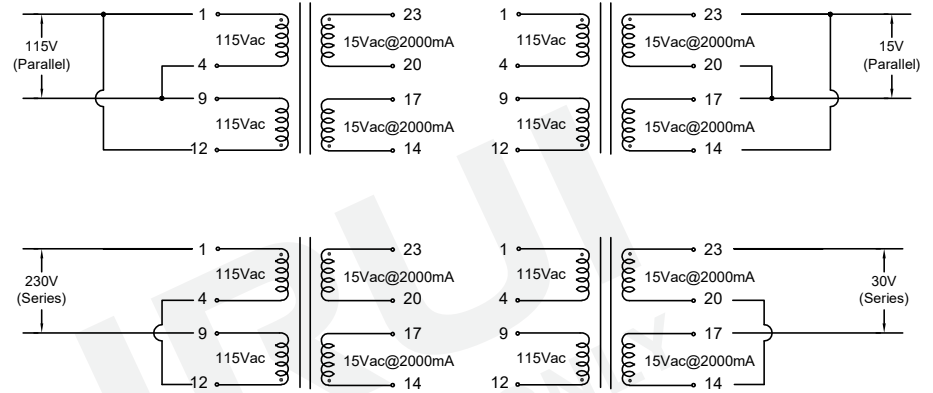 1 23 1 23
115V 115Vac 15Vac@2000mA 115Vac 15Vac@2000mA 15V
(Parallel) (Parallel)
4 20 4 20
9 17 9 17
115Vac 15Vac@2000mA 115Vac 15Vac@2000mA
12 14 12 14
1 23 1 23
230V 115Vac 15Vac@2000mA 115Vac 15Vac@2000mA 30V
(Series) (Series)
4 20 4 20
9 17 9 17
115Vac 15Vac@2000mA 115Vac 15Vac@2000mA
12 14 12 14